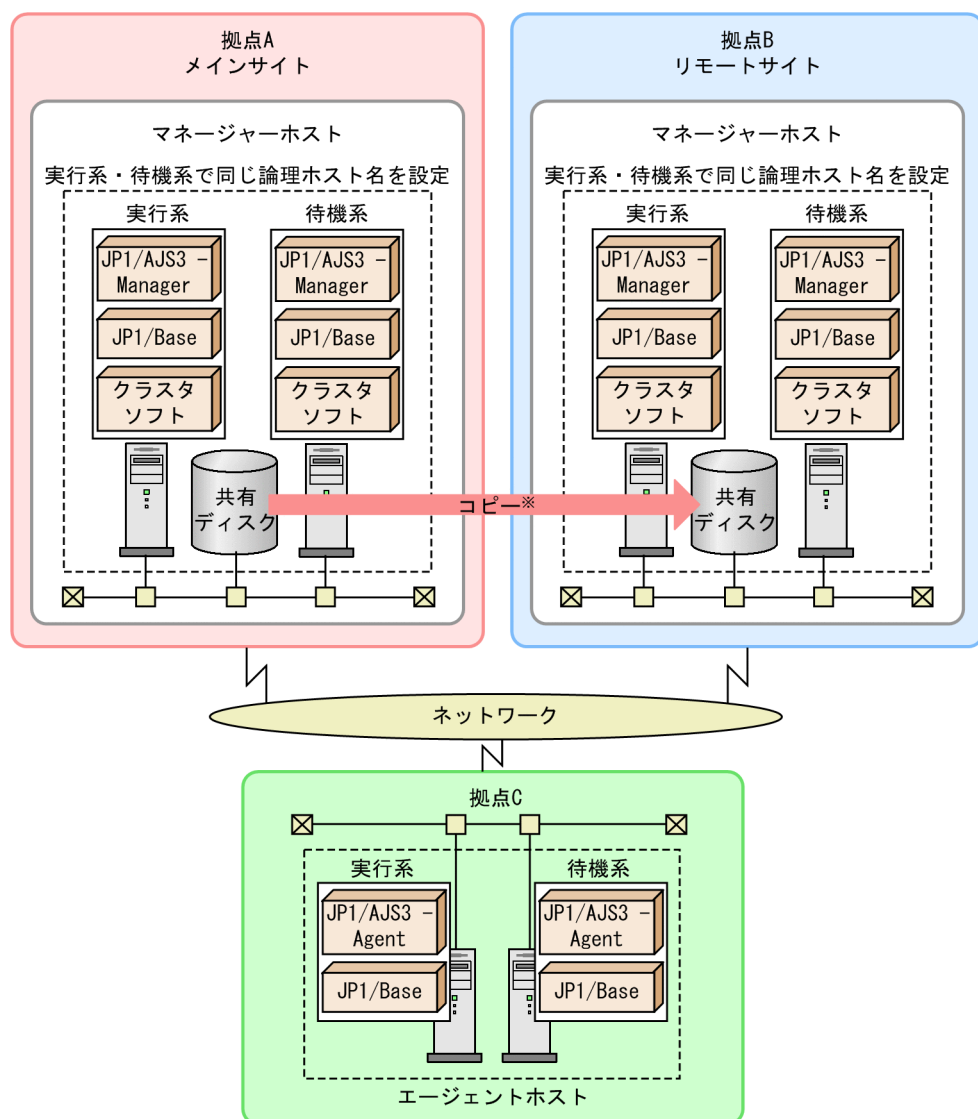 拠点A
メインサイト
マネージャーホスト
実行系・待機系で同じ論理ホスト名を設定
実行系
待機系
JP1/AJS3 -
Manager
JP1/AJS3 -
Manager
JP1/Base
JP1/Base
クラスタ
ソフト
クラスタ
ソフト
共有
ディスク
コピー※
拠点B
リモートサイト
マネージャーホスト
実行系・待機系で同じ論理ホスト名を設定
実行系
待機系
JP1/AJS3 -
Manager
JP1/AJS3 -
Manager
JP1/Base
JP1/Base
クラスタ
ソフト
クラスタ
ソフト
共有
ディスク
ネットワーク
拠点C
実行系
待機系
JP1/AJS3 -
Agent
JP1/AJS3 -
Agent
JP1/Base
JP1/Base
エージェントホスト